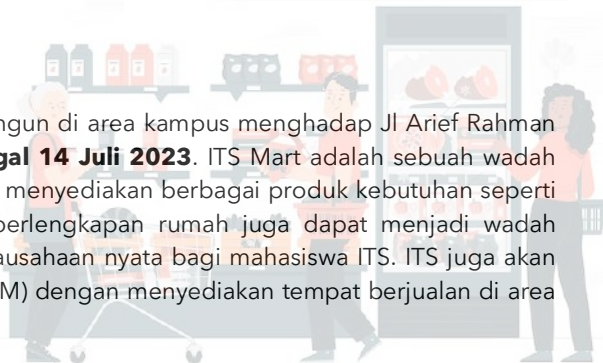 ngun di area kampus menghadap Jl Arief Rahman
gal 14 Juli 2023. ITS Mart adalah sebuah wadah
menyediakan berbagai produk kebutuhan seperti
perlengkapan rumah juga dapat menjadi wadah
ausahaan nyata bagi mahasiswa ITS. ITS juga akan
M) dengan menyediakan tempat berjualan di area